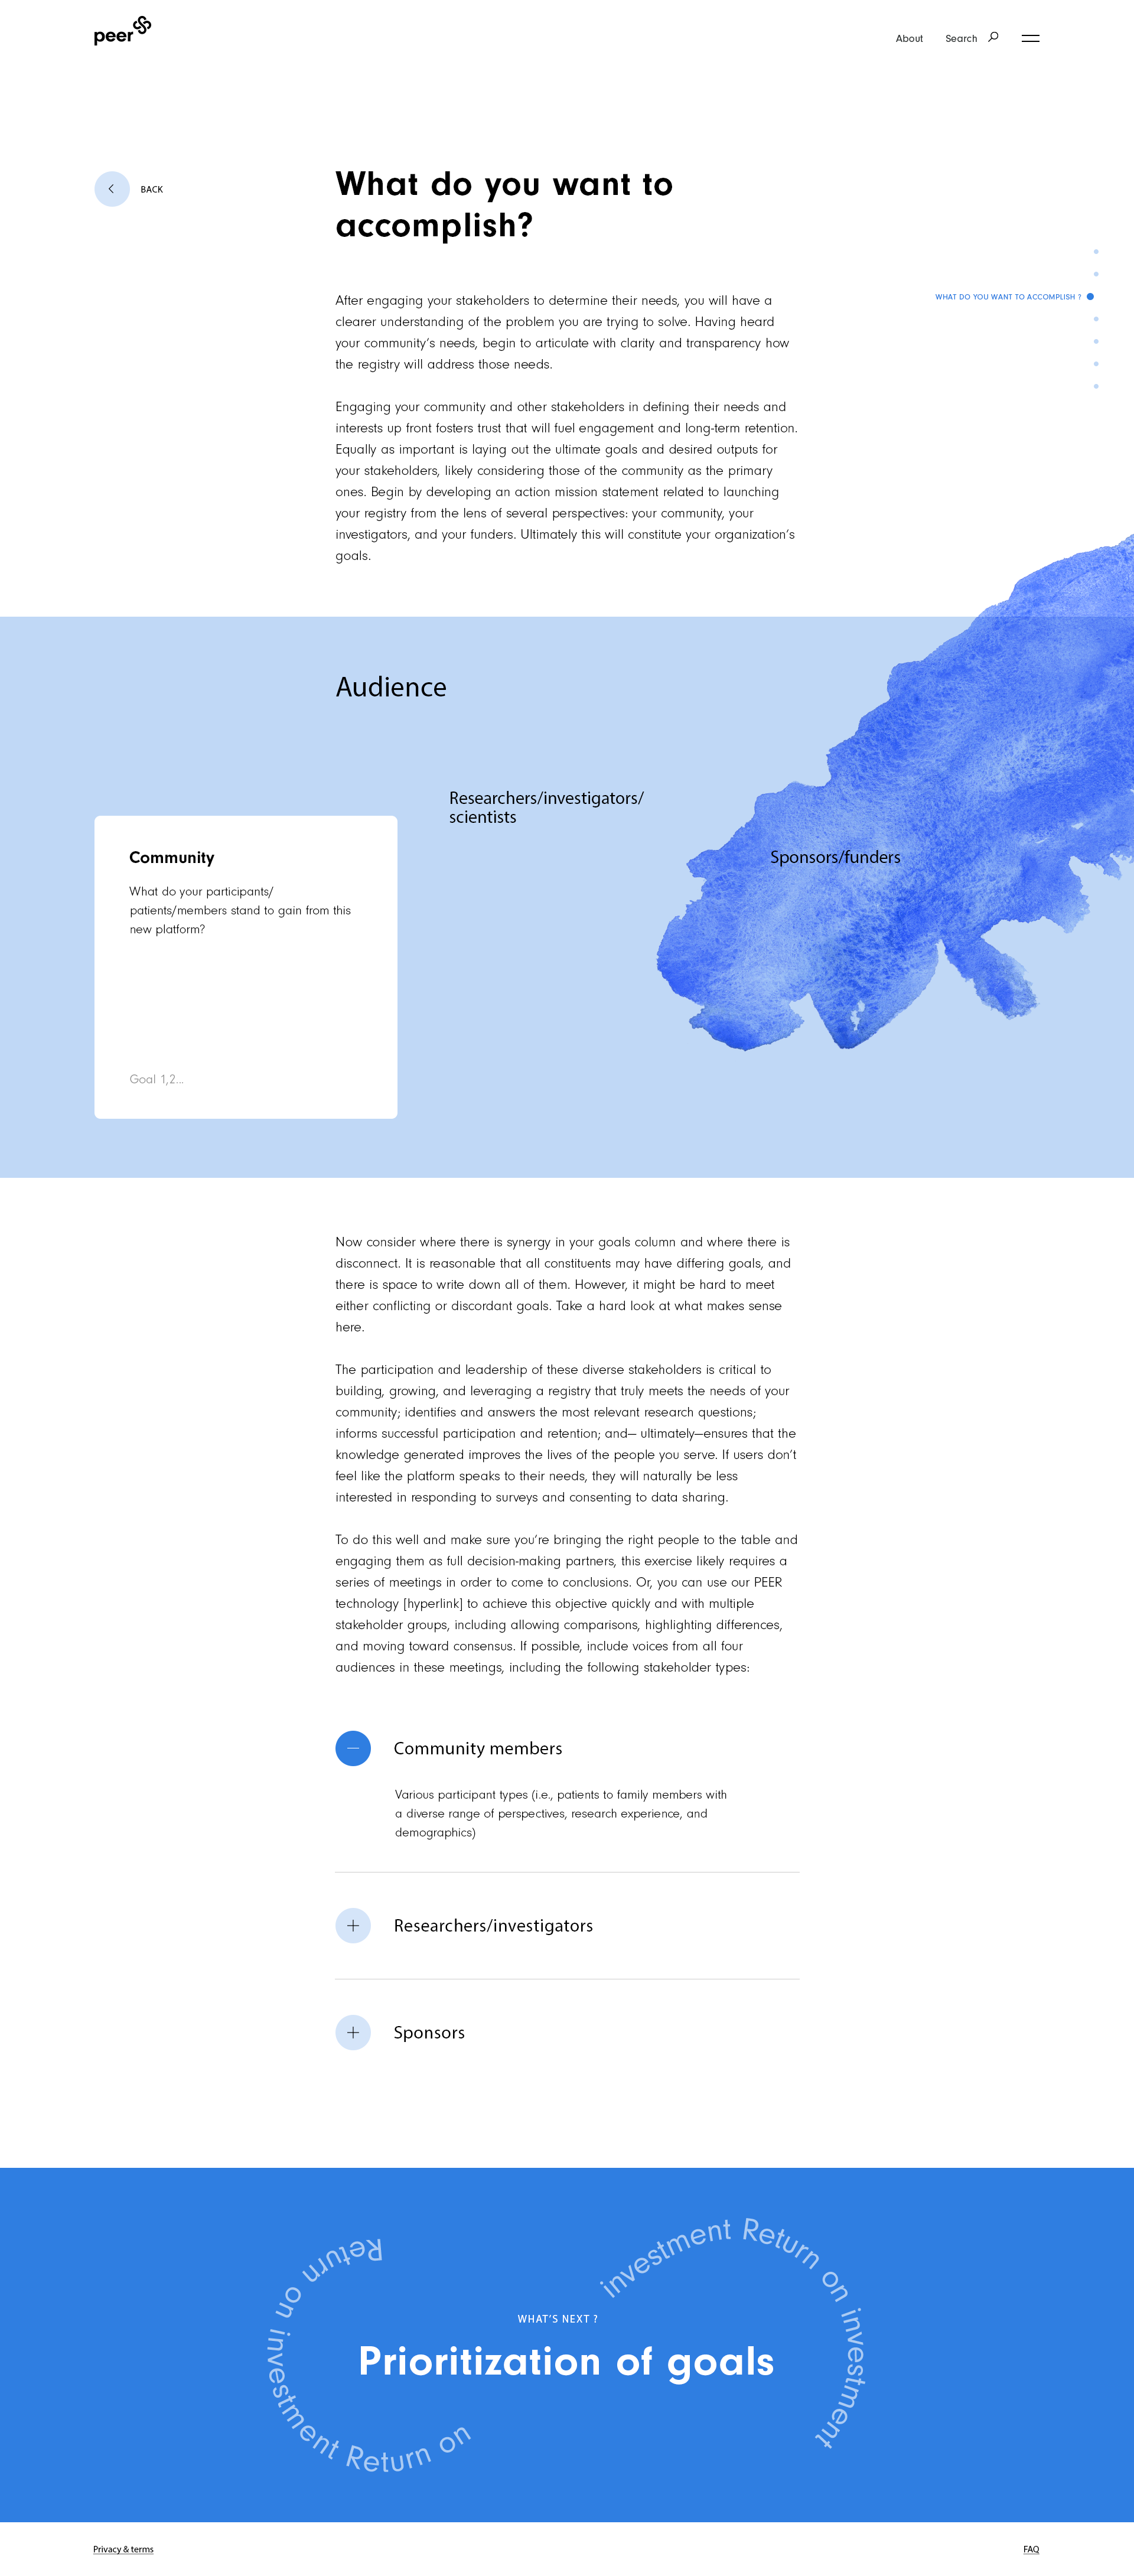 peer
About
Search
BACK
What do you want to
accomplish?
WHAT DO YOU WANT TO ACCOMPLISH ?
After engaging your stakeholders to determine their needs, you will have a
clearer understanding of the problem you are trying to solve. Having heard
your community’s needs, begin to articulate with clarity and transparency how
the registry will address those needs.
Engaging your community and other stakeholders in defining their needs and
interests up front fosters trust that will fuel engagement and long-term retention.
Equally as important is laying out the ultimate goals and desired outputs for
your stakeholders, likely considering those of the community as the primary
ones. Begin by developing an action mission statement related to launching
your registry from the lens of several perspectives: your community, your
investigators, and your funders. Ultimately this will constitute your organization’s
goals.
Audience
Community
What do your participants/
patients/members stand to gain from this
new platform?
Goal 1,2...
Researchers/investigators/
scientists
Sponsors/funders
Now consider where there is synergy in your goals column and where there is
disconnect. It is reasonable that all constituents may have differing goals, and
there is space to write down all of them. However, it might be hard to meet
either conflicting or discordant goals. Take a hard look at what makes sense
here.
The participation and leadership of these diverse stakeholders is critical to
building, growing, and leveraging a registry that truly meets the needs of your
community; identifies and answers the most relevant research questions;
informs successful participation and retention; and— ultimately—ensures that the
knowledge generated improves the lives of the people you serve. If users don’t
feel like the platform speaks to their needs, they will naturally be less
interested in responding to surveys and consenting to data sharing.
To do this well and make sure you’re bringing the right people to the table and
engaging them as full decision-making partners, this exercise likely requires a
series of meetings in order to come to conclusions. Or, you can use our PEER
technology [hyperlink] to achieve this objective quickly and with multiple
stakeholder groups, including allowing comparisons, highlighting differences,
and moving toward consensus. If possible, include voices from all four
audiences in these meetings, including the following stakeholder types:
Community members
Various participant types (i.e., patients to family members with
a diverse range of perspectives, research experience, and
demographics)
Researchers/investigators
Sponsors
Return on investment Return on
investment Return on investment
WHAT’S NEXT ?
Prioritization of goals
Privacy & terms
FAQ